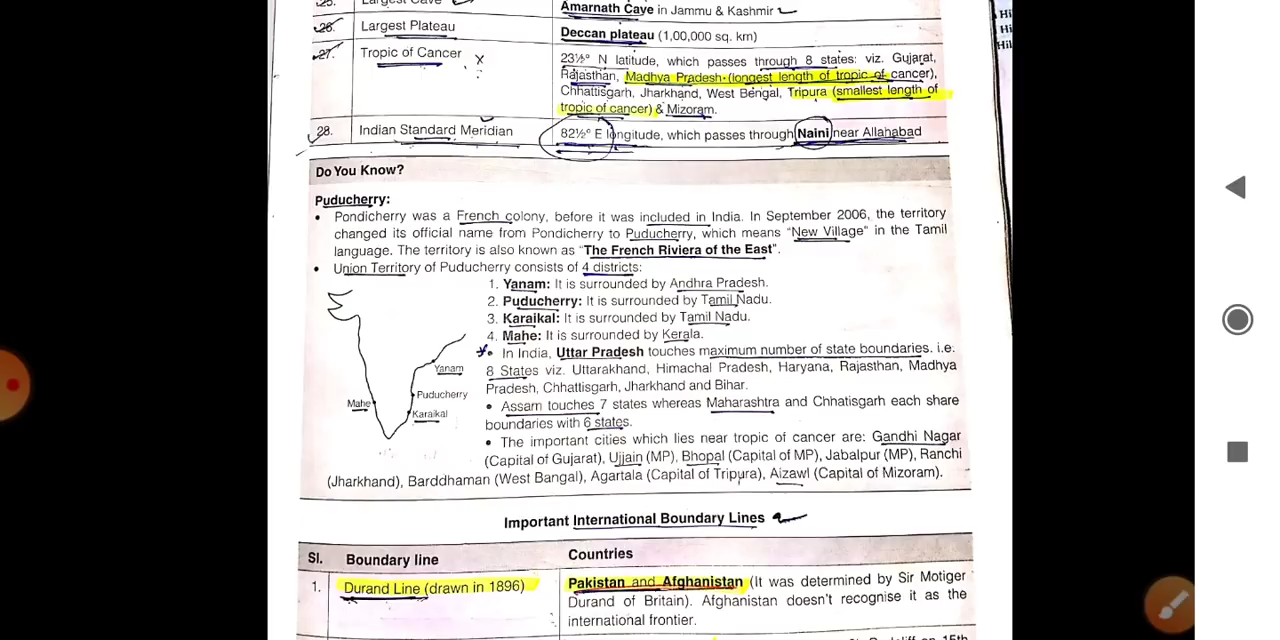 25. Largest Cave
Amarnath Cave in Jammu & Kashmir
26. Largest Plateau
Deccan plateau (1,00,000 sq. km)
27. Tropic of Cancer x
23½° N latitude, which passes through 8 states: viz. Gujarat,
Rajasthan, Madhya Pradesh (longest length of tropic of cancer),
Chhattisgarh, Jharkhand, West Bengal, Tripura (smallest length of
tropic of cancer) & Mizoram.
28. Indian Standard Meridian
82½° E longitude, which passes through Naini near Allahabad
Do You Know?
Puducherry:
• Pondicherry was a French colony, before it was included in India. In September 2006, the territory
changed its official name from Pondicherry to Puducherry, which means "New Village" in the Tamil
language. The territory is also known as "The French Riviera of the East".
• Union Territory of Puducherry consists of 4 districts:
1. Yanam: It is surrounded by Andhra Pradesh.
2. Puducherry: It is surrounded by Tamil Nadu.
3. Karaikal: It is surrounded by Tamil Nadu.
4. Mahe: It is surrounded by Kerala.
• In India, Uttar Pradesh touches maximum number of state boundaries. i.e.
8 States viz. Uttarakhand, Himachal Pradesh, Haryana, Rajasthan, Madhya
Pradesh, Chhattisgarh, Jharkhand and Bihar.
• Assam touches 7 states whereas Maharashtra and Chhatisgarh each share
boundaries with 6 states.
• The important cities which lies near tropic of cancer are: Gandhi Nagar
(Capital of Gujarat), Ujjain (MP), Bhopal (Capital of MP), Jabalpur (MP), Ranchi
(Jharkhand), Barddhaman (West Bangal), Agartala (Capital of Tripura), Aizawl (Capital of Mizoram).
Yanam
Puducherry
Mahe
Karaikal
Important International Boundary Lines
Sl. Boundary line Countries
1. Durand Line (drawn in 1896)
Pakistan and Afghanistan (It was determined by Sir Motiger
Durand of Britain). Afghanistan doesn't recognise it as the
international frontier.
Hi
Hi
Hil